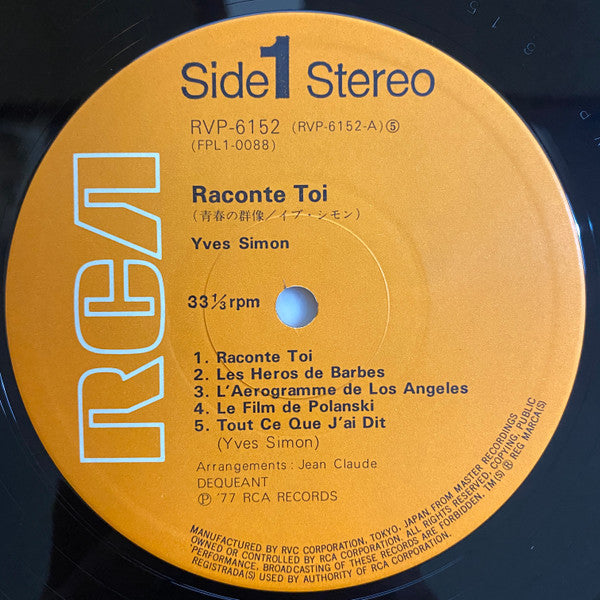 Side 1 Stereo
RVP-6152 (RVP-6152-A)⑤
(FPL1-0088)
RCA
Raconte Toi
(青春の群像/イブ・シモン)
Yves Simon
33⅓rpm
1. Raconte Toi
2. Les Heros de Barbes
3. L'Aerogramme de Los Angeles
4. Le Film de Polanski
5. Tout Ce Que J'ai Dit
(Yves Simon)
Arrangements: Jean Claude
DEQUEANT
Ⓟ '77 RCA RECORDS
MANUFACTURED BY RVC CORPORATION, TOKYO, JAPAN, FROM MASTER RECORDINGS
OWNED OR CONTROLLED BY RCA CORPORATION. ALL RIGHTS RESERVED. COPYING, PUBLIC
'PERFORMANCE, BROADCASTING OF THESE RECORDS ARE FORBIDDEN. TM(S) ® REG MARCA(S)
REGISTRADA(S) USED BY AUTHORITY OF RCA CORPORATION.